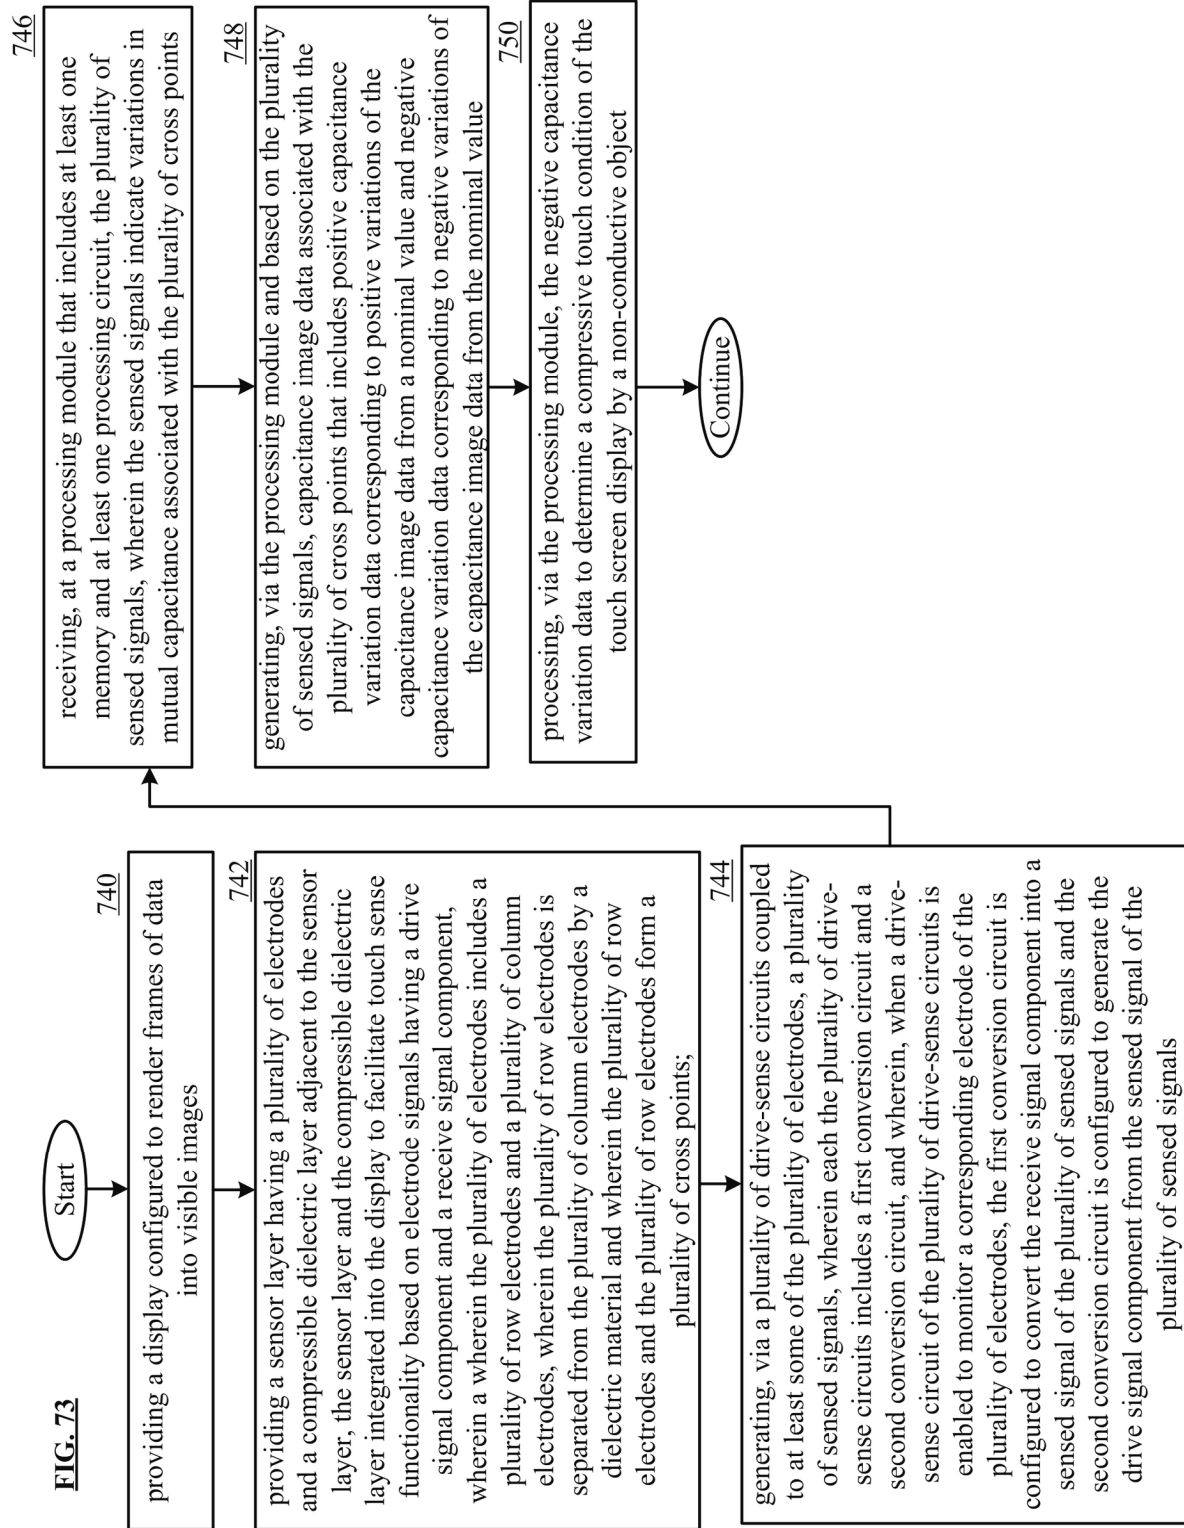 FIG. 73
Start
740
providing a display configured to render frames of data
into visible images
742
providing a sensor layer having a plurality of electrodes
and a compressible dielectric layer adjacent to the sensor
layer, the sensor layer and the compressible dielectric
layer integrated into the display to facilitate touch sense
functionality based on electrode signals having a drive
signal component and a receive signal component,
wherein a wherein the plurality of electrodes includes a
plurality of row electrodes and a plurality of column
electrodes, wherein the plurality of row electrodes is
separated from the plurality of column electrodes by a
dielectric material and wherein the plurality of row
electrodes and the plurality of row electrodes form a
plurality of cross points;
744
generating, via a plurality of drive-sense circuits coupled
to at least some of the plurality of electrodes, a plurality
of sensed signals, wherein each the plurality of drive-
sense circuits includes a first conversion circuit and a
second conversion circuit, and wherein, when a drive-
sense circuit of the plurality of drive-sense circuits is
enabled to monitor a corresponding electrode of the
plurality of electrodes, the first conversion circuit is
configured to convert the receive signal component into a
sensed signal of the plurality of sensed signals and the
second conversion circuit is configured to generate the
drive signal component from the sensed signal of the
plurality of sensed signals
746
receiving, at a processing module that includes at least one
memory and at least one processing circuit, the plurality of
sensed signals, wherein the sensed signals indicate variations in
mutual capacitance associated with the plurality of cross points
748
generating, via the processing module and based on the plurality
of sensed signals, capacitance image data associated with the
plurality of cross points that includes positive capacitance
variation data corresponding to positive variations of the
capacitance image data from a nominal value and negative
capacitance variation data corresponding to negative variations of
the capacitance image data from the nominal value
750
processing, via the processing module, the negative capacitance
variation data to determine a compressive touch condition of the
touch screen display by a non-conductive object
Continue